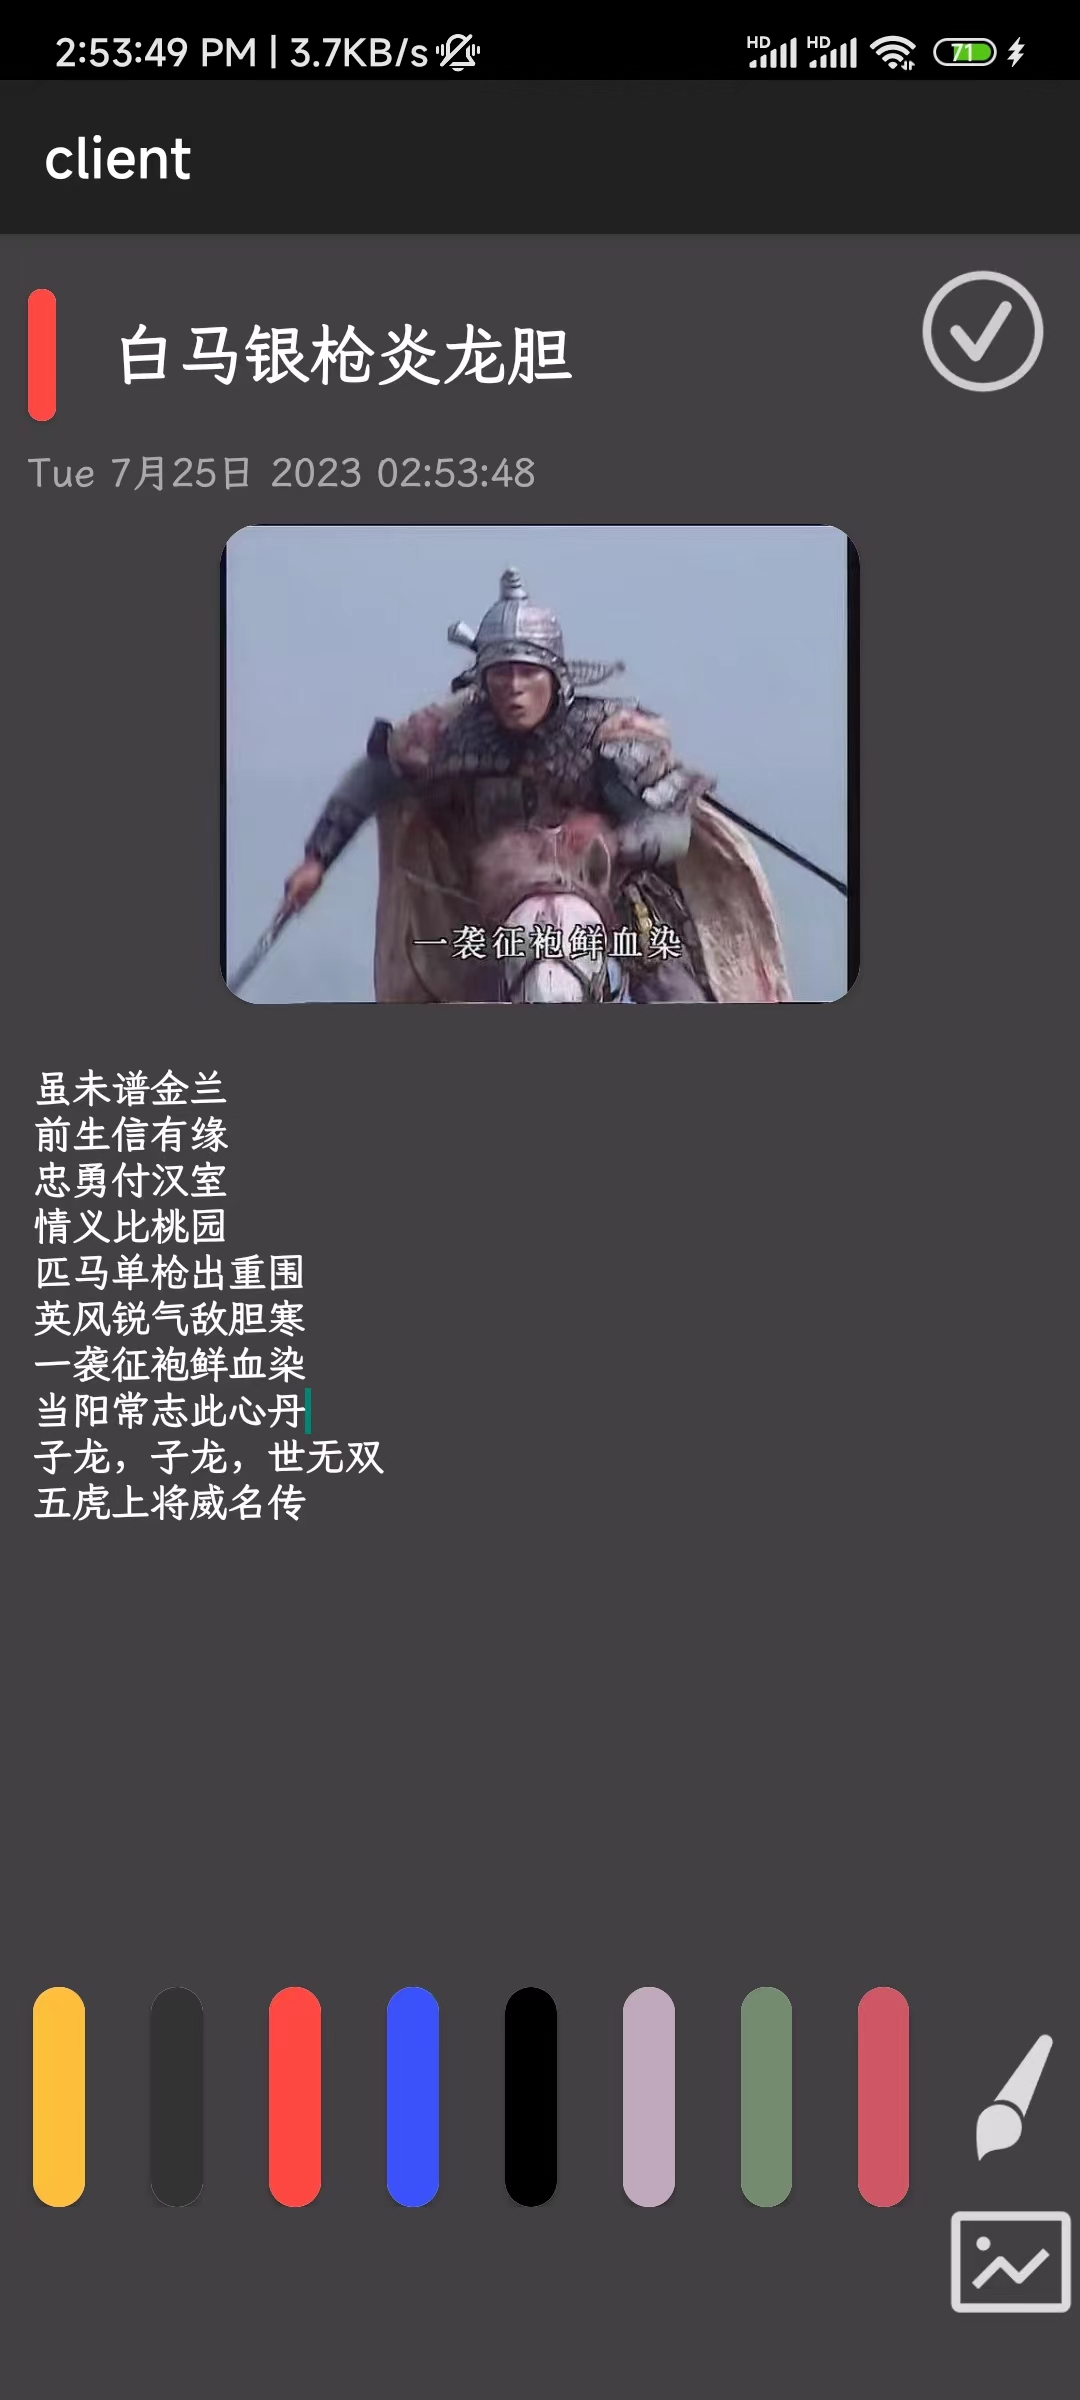 2:53:49 PM | 3.7KB/s HD HD 71
client
白马银枪炎龙胆
Tue 7月25日 2023 02:53:48
一袭征袍鲜血染
虽未谱金兰
前生信有缘
忠勇付汉室
情义比桃园
匹马单枪出重围
英风锐气敌胆寒
一袭征袍鲜血染
当阳常志此心丹
子龙，子龙，世无双
五虎上将威名传